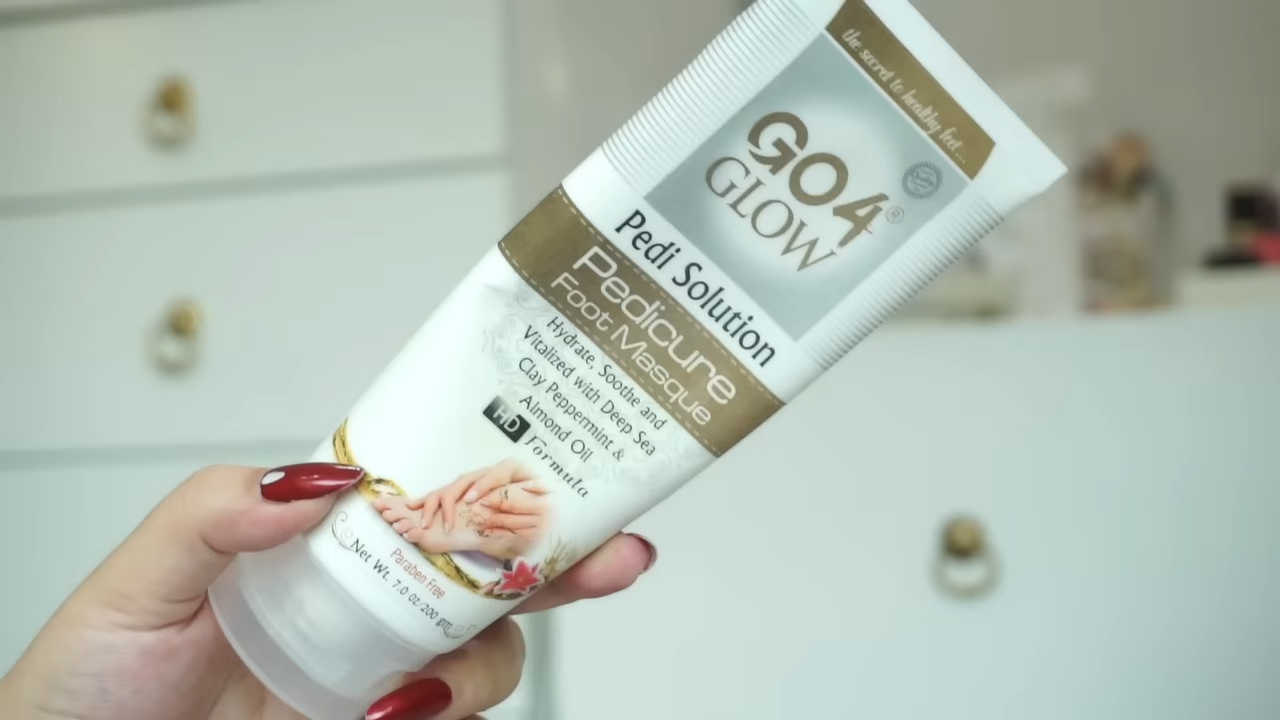 the secret to healthy feet...
GO4®
GLOW
Pedi Solution
Pedicure
Foot Masque
Hydrate, Soothe and
Vitalized with Deep Sea
Clay Peppermint &
Almond Oil
HD Formula
Paraben Free
Net Wt. 7.0 oz/200 gm